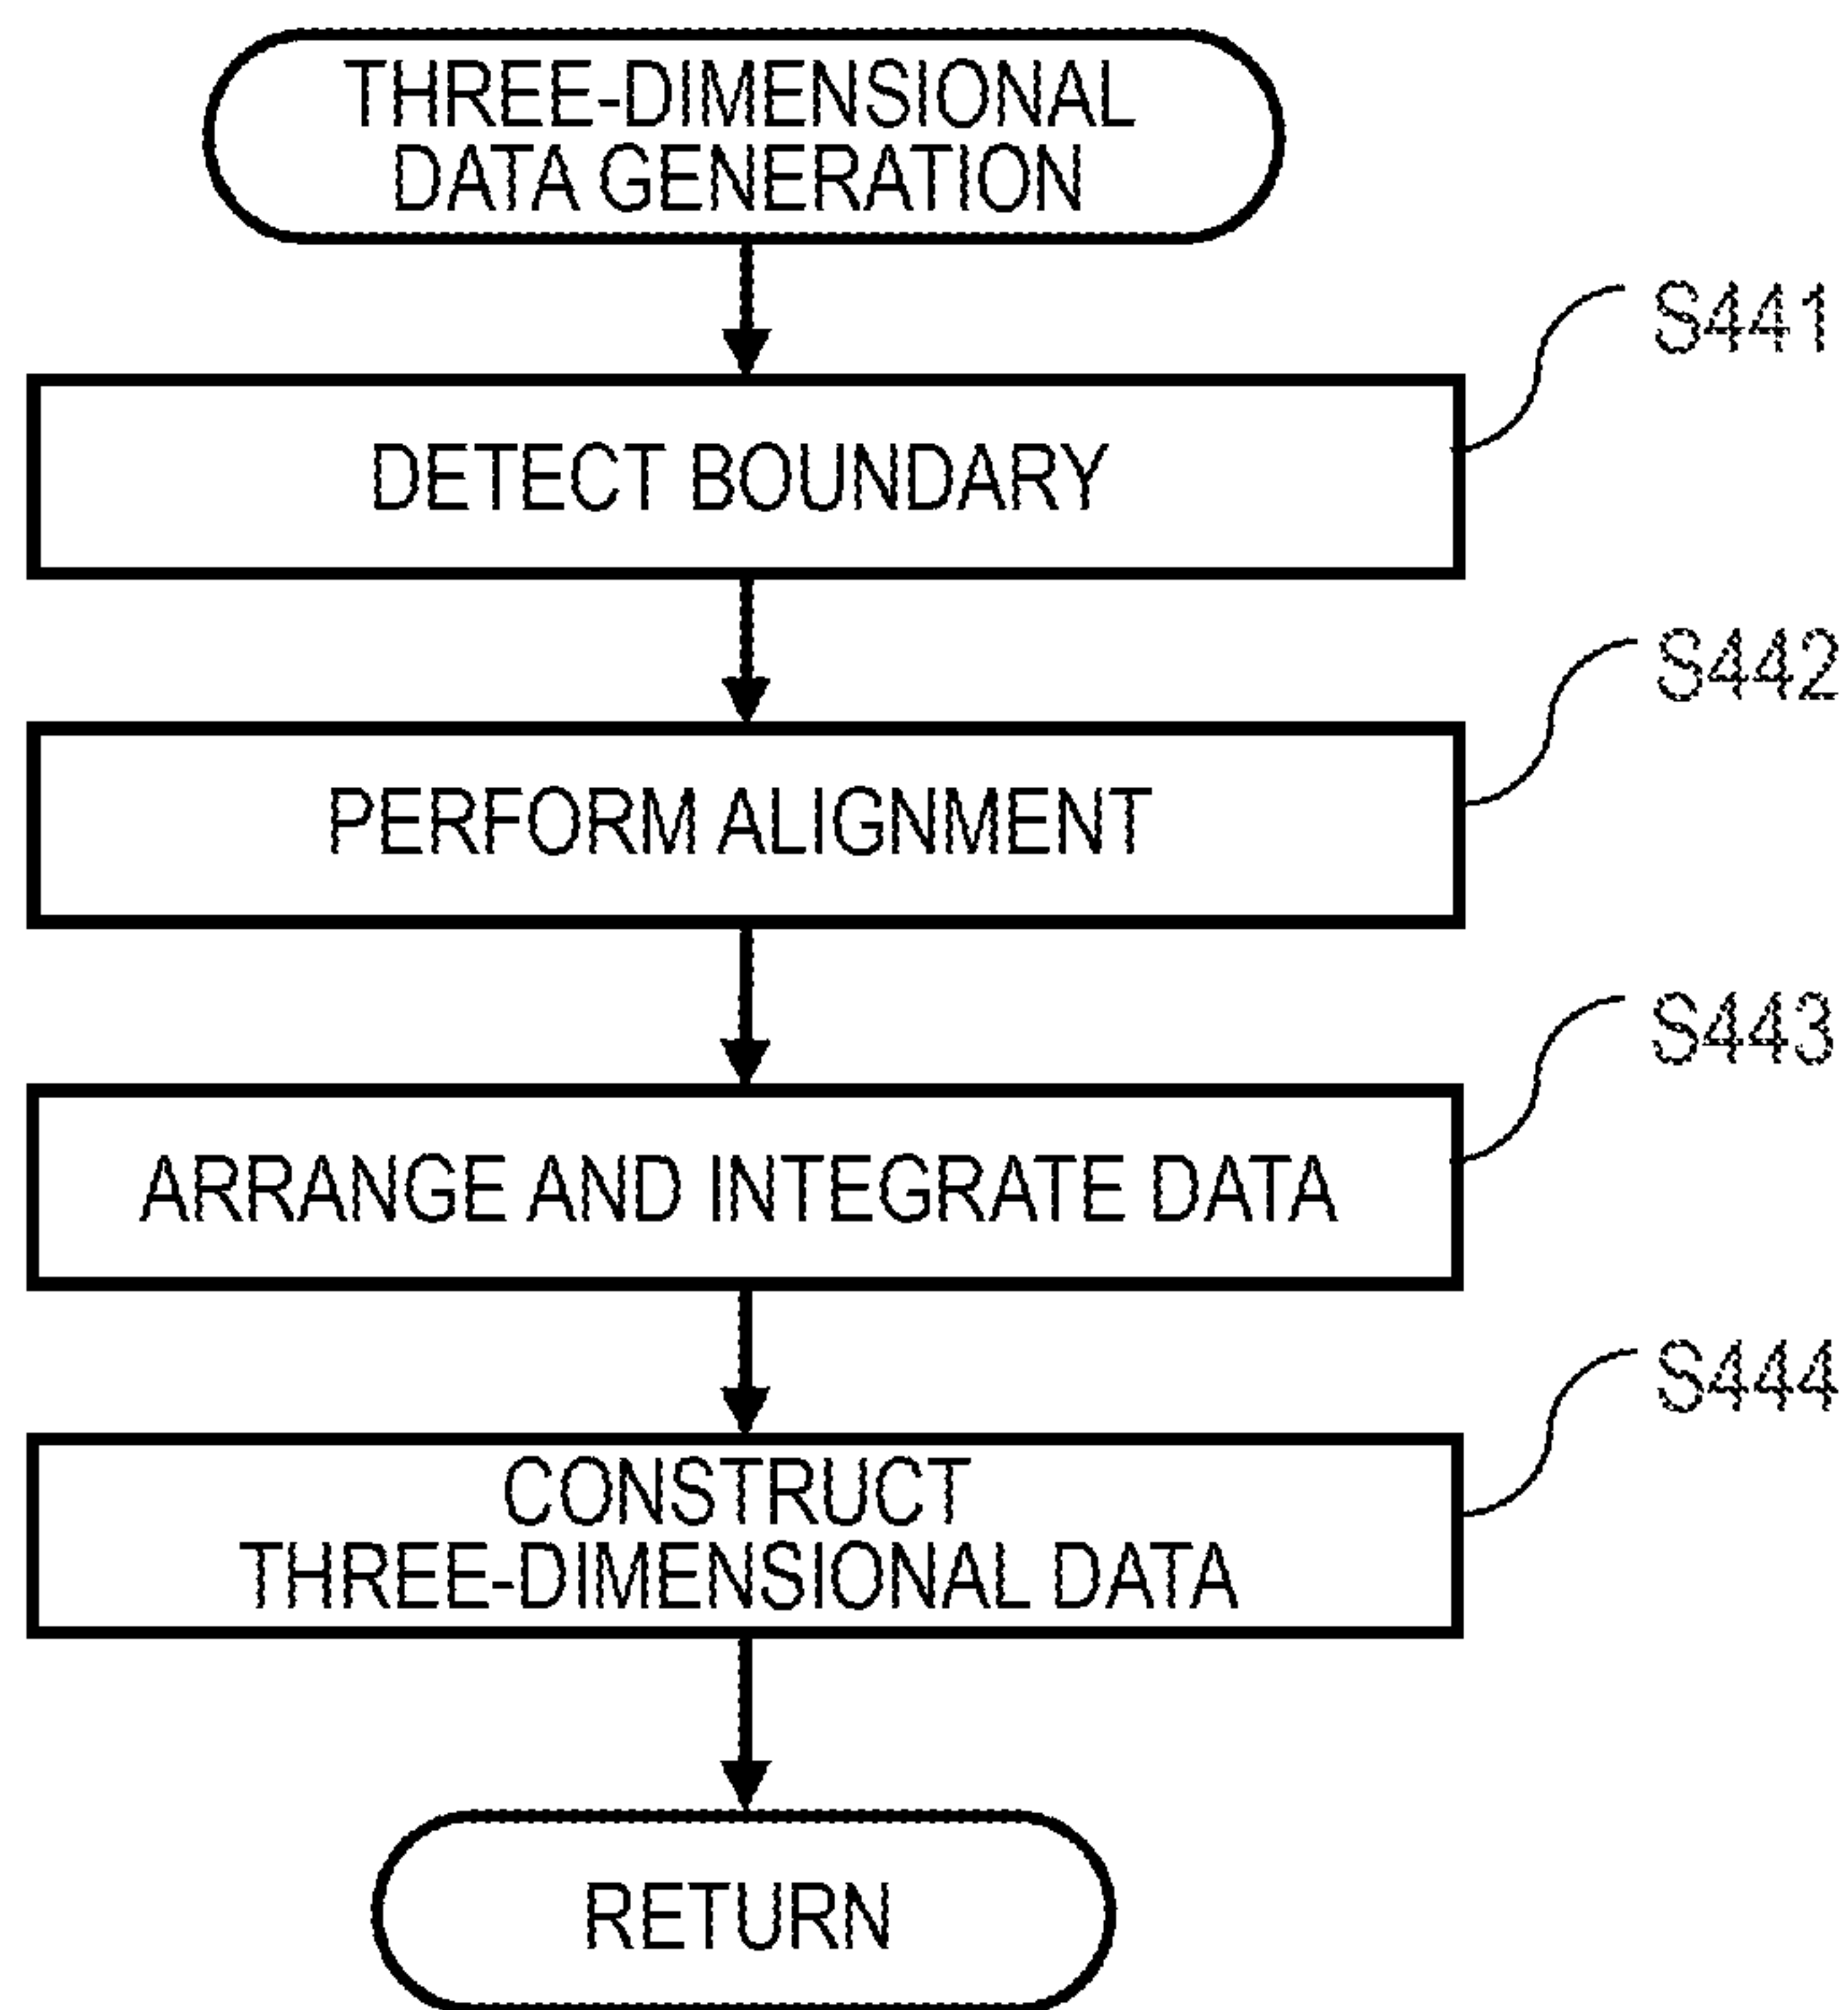 THREE-DIMENSIONAL
DATA GENERATION
S441
DETECT BOUNDARY
S442
PERFORM ALIGNMENT
S443
ARRANGE AND INTEGRATE DATA
S444
CONSTRUCT
THREE-DIMENSIONAL DATA
RETURN